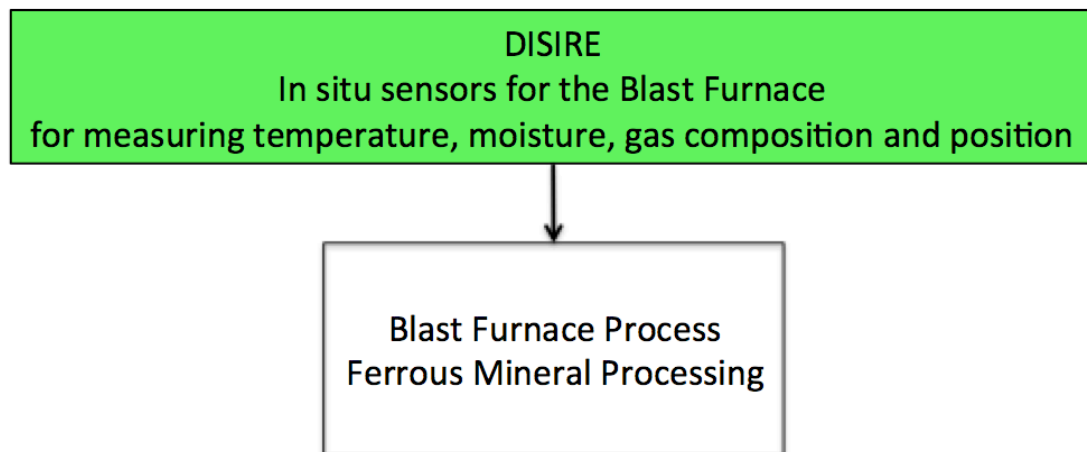 DISIRE
In situ sensors for the Blast Furnace
for measuring temperature, moisture, gas composition and position
Blast Furnace Process
Ferrous Mineral Processing